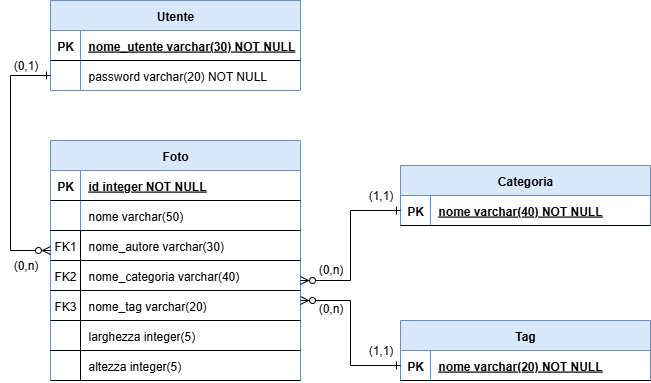 Utente
PK nome_utente varchar(30) NOT NULL
password varchar(20) NOT NULL
(0,1)
Foto
PK id integer NOT NULL
nome varchar(50)
FK1 nome_autore varchar(30)
(0,n)
FK2 nome_categoria varchar(40)
FK3 nome_tag varchar(20)
larghezza integer(5)
altezza integer(5)
Categoria
(1,1)
PK nome varchar(40) NOT NULL
(0,n)
(0,n)
Tag
(1,1)
PK nome varchar(20) NOT NULL